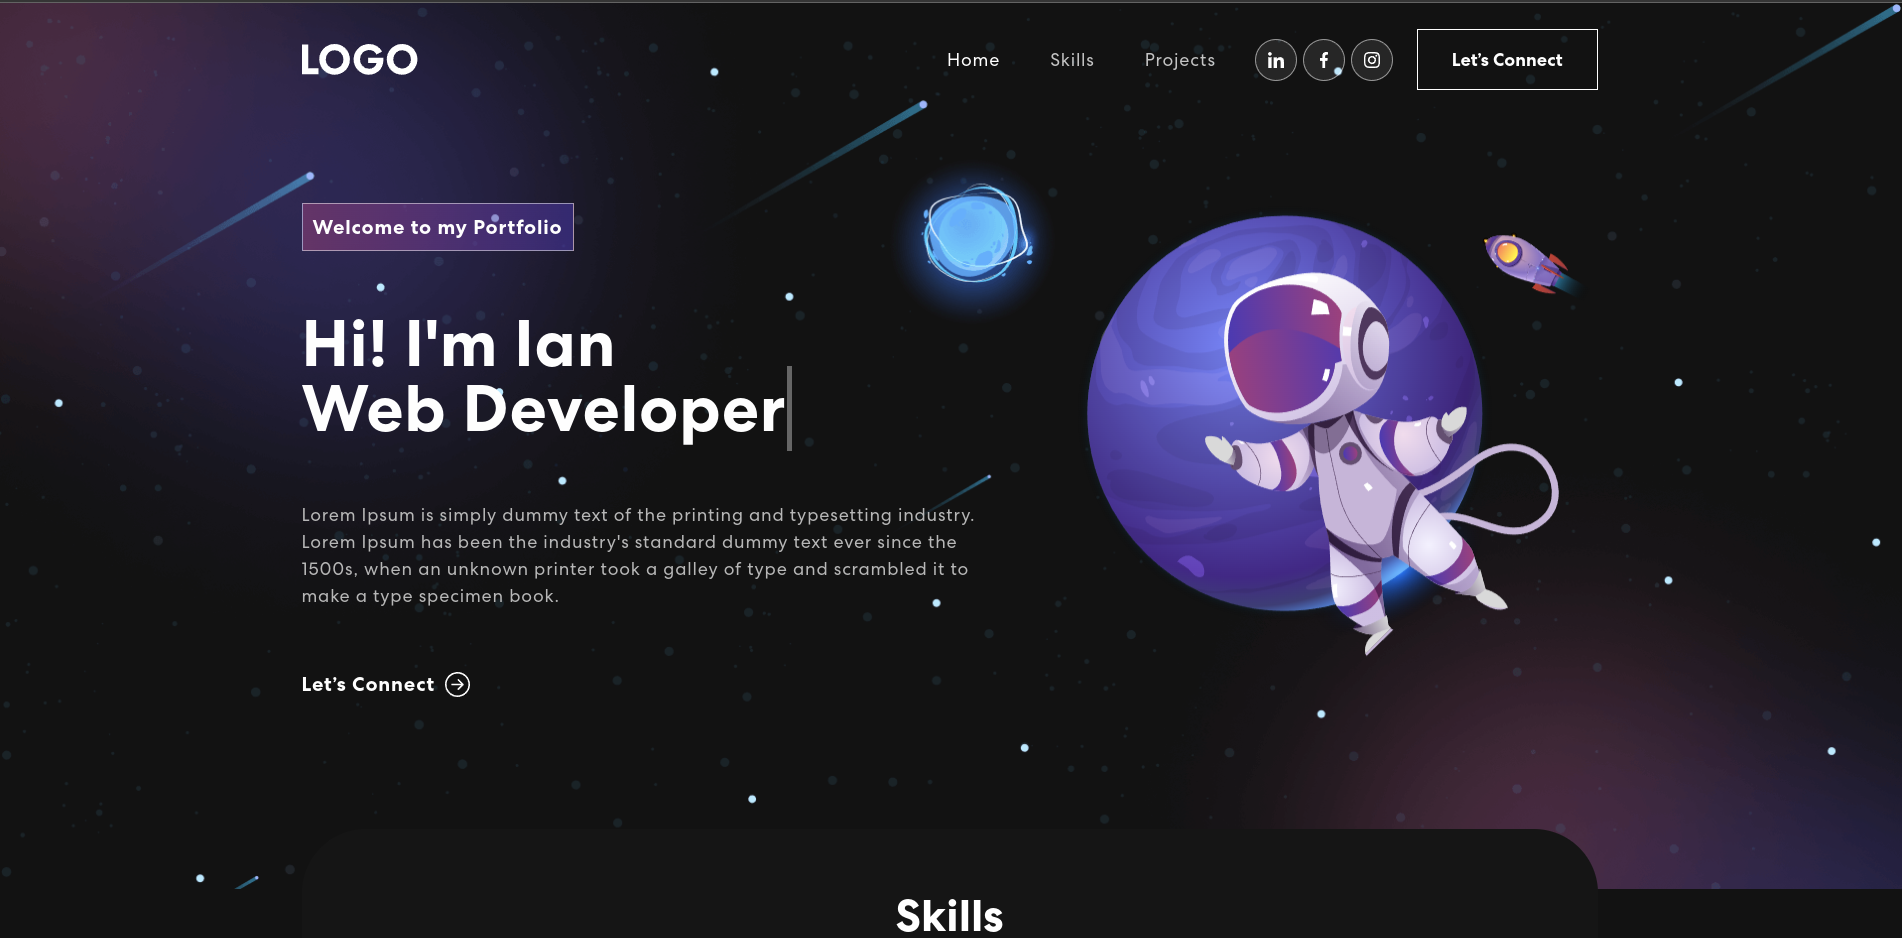 LOGO
Home Skills Projects Let’s Connect
Welcome to my Portfolio
Hi! I'm Ian
Web Developer
Lorem Ipsum is simply dummy text of the printing and typesetting industry.
Lorem Ipsum has been the industry's standard dummy text ever since the
1500s, when an unknown printer took a galley of type and scrambled it to
make a type specimen book.
Let’s Connect
Skills